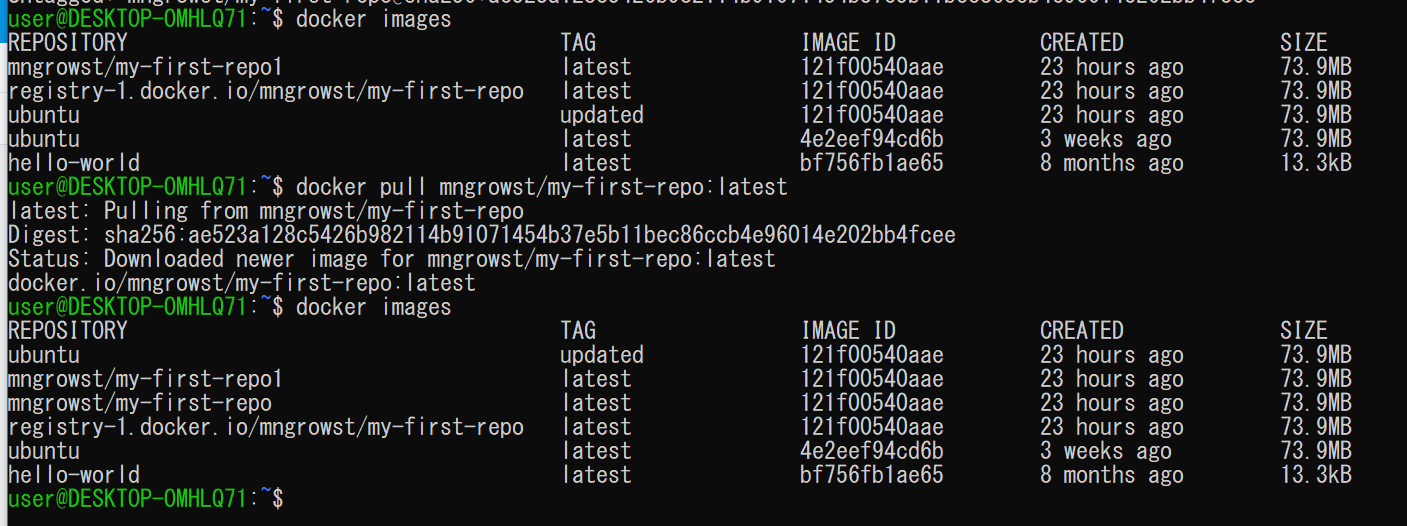 user@DESKTOP-OMHLQ71:~$ docker images
REPOSITORY TAG IMAGE ID CREATED SIZE
mngrowst/my-first-repo1 latest 121f00540aae 23 hours ago 73.9MB
registry-1.docker.io/mngrowst/my-first-repo latest 121f00540aae 23 hours ago 73.9MB
ubuntu updated 121f00540aae 23 hours ago 73.9MB
ubuntu latest 4e2eef94cd6b 3 weeks ago 73.9MB
hello-world latest bf756fb1ae65 8 months ago 13.3kB
user@DESKTOP-OMHLQ71:~$ docker pull mngrowst/my-first-repo:latest
latest: Pulling from mngrowst/my-first-repo
Digest: sha256:ae523a128c5426b982114b91071454b37e5b11bec86ccb4e96014e202bb4fcee
Status: Downloaded newer image for mngrowst/my-first-repo:latest
docker.io/mngrowst/my-first-repo:latest
user@DESKTOP-OMHLQ71:~$ docker images
REPOSITORY TAG IMAGE ID CREATED SIZE
ubuntu updated 121f00540aae 23 hours ago 73.9MB
mngrowst/my-first-repo1 latest 121f00540aae 23 hours ago 73.9MB
mngrowst/my-first-repo latest 121f00540aae 23 hours ago 73.9MB
registry-1.docker.io/mngrowst/my-first-repo latest 121f00540aae 23 hours ago 73.9MB
ubuntu latest 4e2eef94cd6b 3 weeks ago 73.9MB
hello-world latest bf756fb1ae65 8 months ago 13.3kB
user@DESKTOP-OMHLQ71:~$